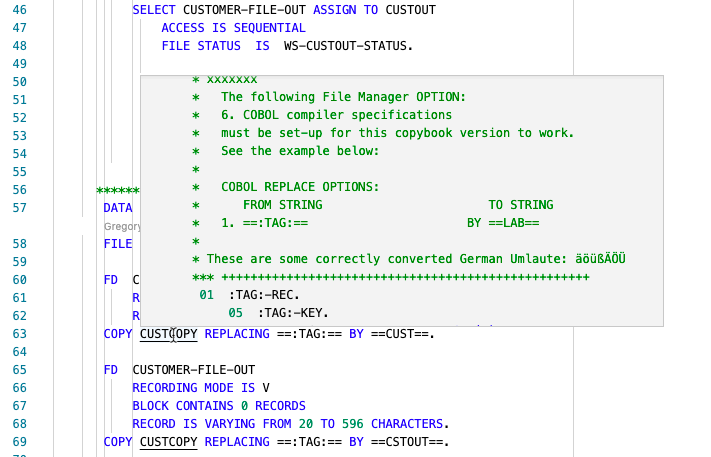 46 SELECT CUSTOMER-FILE-OUT ASSIGN TO CUSTOUT
47 ACCESS IS SEQUENTIAL
48 FILE STATUS  IS  WS-CUSTOUT-STATUS.
49
50
51
52
53
54
55
56 ******
57 DATA
Gregory
58 FILE
59
60 FD  C
61 R
62 R
* xxxxxxx
*   The following File Manager OPTION:
*   6. COBOL compiler specifications
*   must be set-up for this copybook version to work.
*   See the example below:
*
*   COBOL REPLACE OPTIONS:
*      FROM STRING                       TO STRING
*   1. ==:TAG:==                      BY ==LAB==
*
* These are some correctly converted German Umlaute: äöüßÄÖÜ
*** +++++++++++++++++++++++++++++++++++++++++++++++++++
01  :TAG:-REC.
05  :TAG:-KEY.
63 COPY CUSTCOPY REPLACING ==:TAG:== BY ==CUST==.
64
65 FD  CUSTOMER-FILE-OUT
66 RECORDING MODE IS V
67 BLOCK CONTAINS 0 RECORDS
68 RECORD IS VARYING FROM 20 TO 596 CHARACTERS.
69 COPY CUSTCOPY REPLACING ==:TAG:== BY ==CSTOUT==.